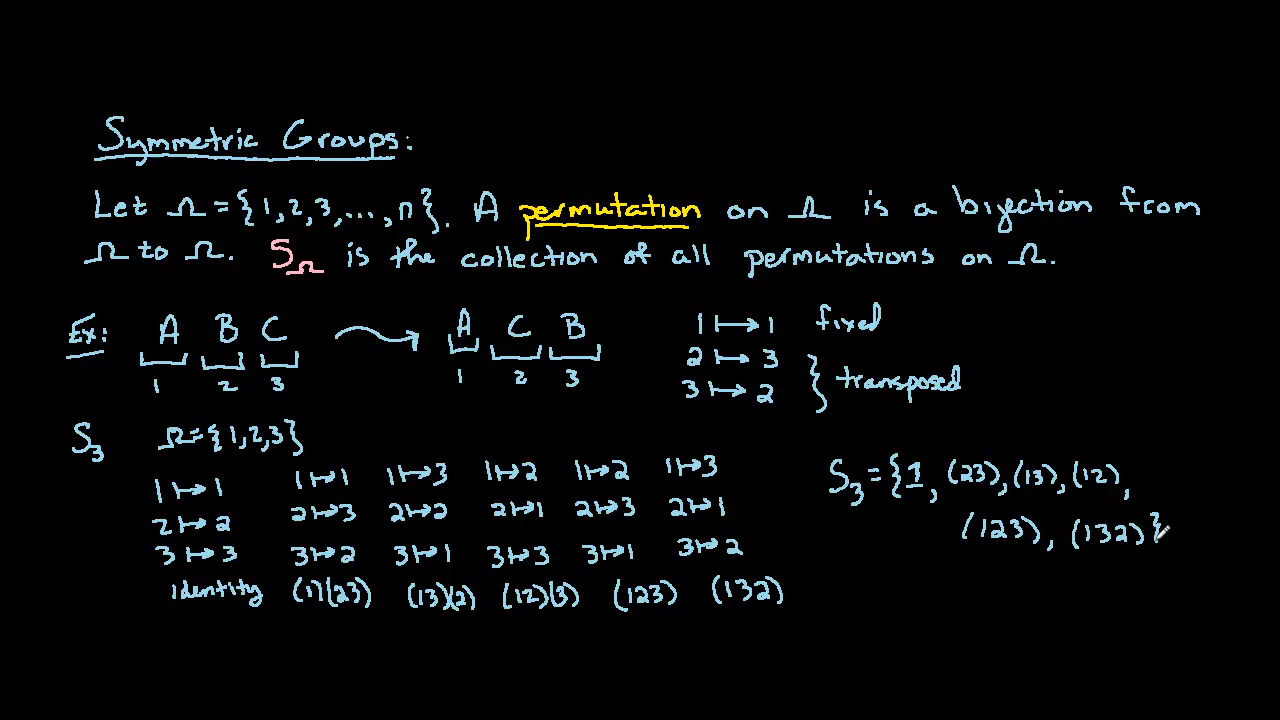 Symmetric Groups:
Let Ω = {1, 2, 3, ..., n}. A permutation on Ω is a bijection from
Ω to Ω. S_Ω is the collection of all permutations on Ω.
Ex: A B C A C B
1 2 3 1 2 3
1 ↦ 1 fixed
2 ↦ 3
3 ↦ 2 } transposed
S₃ Ω = {1, 2, 3}
1 ↦ 1 1 ↦ 1 1 ↦ 3 1 ↦ 2 1 ↦ 2 1 ↦ 3
2 ↦ 2 2 ↦ 3 2 ↦ 2 2 ↦ 1 2 ↦ 3 2 ↦ 1
3 ↦ 3 3 ↦ 2 3 ↦ 1 3 ↦ 3 3 ↦ 1 3 ↦ 2
identity (1)(23) (13)(2) (12)(3) (123) (132)
S₃ = {1, (23), (13), (12),
(123), (132)}